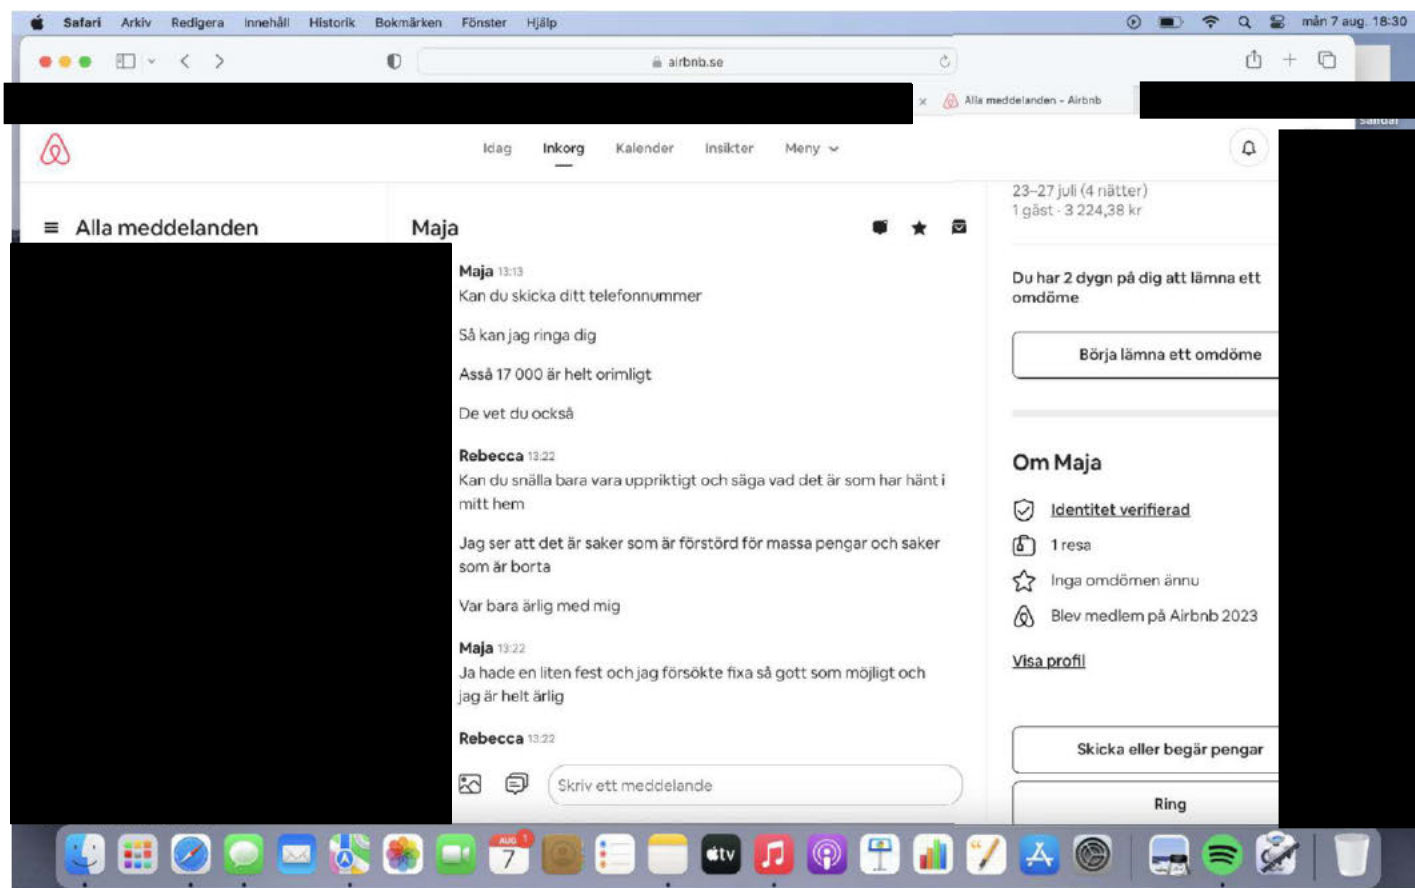 Safari Arkiv Redigera Innehåll Historik Bokmärken Fönster Hjälp mån 7 aug. 18:30
airbnb.se
Alla meddelanden - Airbnb
Idag Inkorg Kalender Insikter Meny
Alla meddelanden
Maja
Maja 13:13
Kan du skicka ditt telefonnummer
Så kan jag ringa dig
Asså 17 000 är helt orimligt
De vet du också
Rebecca 13:22
Kan du snälla bara vara uppriktigt och säga vad det är som har hänt i
mitt hem
Jag ser att det är saker som är förstörd för massa pengar och saker
som är borta
Var bara ärlig med mig
Maja 13:22
Ja hade en liten fest och jag försökte fixa så gott som möjligt och
jag är helt ärlig
Rebecca 13:22
Skriv ett meddelande
23–27 juli (4 nätter)
1 gäst · 3 224,38 kr
Du har 2 dygn på dig att lämna ett
omdöme
Börja lämna ett omdöme
Om Maja
Identitet verifierad
1 resa
Inga omdömen ännu
Blev medlem på Airbnb 2023
Visa profil
Skicka eller begär pengar
Ring
AUG 1
7
tv